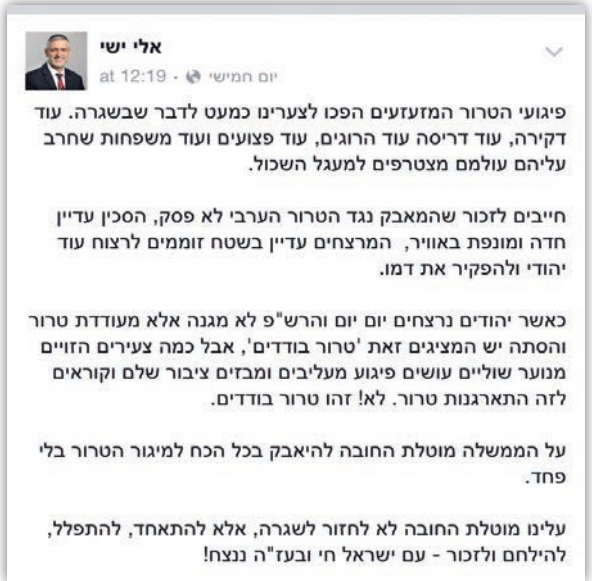 אלי ישי
יום חמישי · at 12:19
פיגועי הטרור המזעזעים הפכו לצערינו כמעט לדבר שבשגרה. עוד
דקירה, עוד דריסה עוד הרוגים, עוד פצועים ועוד משפחות שחרב
עליהם עולמם מצטרפים למעגל השכול.
חייבים לזכור שהמאבק נגד הטרור הערבי לא פסק, הסכין עדיין
חדה ומונפת באוויר, המרצחים עדיין בשטח זוממים לרצוח עוד
יהודי ולהפקיר את דמו.
כאשר יהודים נרצחים יום יום והרש"פ לא מגנה אלא מעודדת טרור
והסתה יש המציגים זאת 'טרור בודדים', אבל כמה צעירים הזויים
מנוער שוליים עושים פיגוע מעליבים ומבזים ציבור שלם וקוראים
לזה התארגנות טרור. לא! זהו טרור בודדים.
על הממשלה מוטלת החובה להיאבק בכל הכח למיגור הטרור בלי
פחד.
עלינו מוטלת החובה לא לחזור לשגרה, אלא להתאחד, להתפלל,
להילחם ולזכור - עם ישראל חי ובעז"ה ננצח!